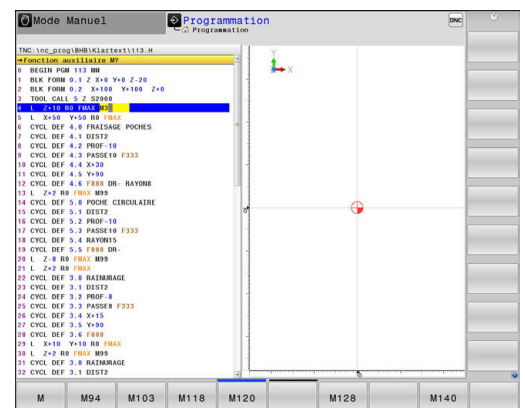 Mode Manuel
Programmation
Programmation
DNC
TNC:\nc_prog\BHB\Klartext\113.H
→Fonction auxiliaire M?
0 BEGIN PGM 113 MM
1 BLK FORM 0.1 Z X+0 Y+0 Z-20
2 BLK FORM 0.2 X+100 Y+100 Z+0
3 TOOL CALL 5 Z S2000
4 L Z+10 R0 FMAX M3
5 L X+50 Y+50 R0 FMAX
6 CYCL DEF 4.0 FRAISAGE POCHES
7 CYCL DEF 4.1 DIST2
8 CYCL DEF 4.2 PROF-10
9 CYCL DEF 4.3 PASSE10 F333
10 CYCL DEF 4.4 X+30
11 CYCL DEF 4.5 Y+90
12 CYCL DEF 4.6 F888 DR- RAYON8
13 L Z+2 R0 FMAX M99
14 CYCL DEF 5.0 POCHE CIRCULAIRE
15 CYCL DEF 5.1 DIST2
16 CYCL DEF 5.2 PROF-10
17 CYCL DEF 5.3 PASSE10 F333
18 CYCL DEF 5.4 RAYON15
19 CYCL DEF 5.5 F888 DR-
20 L Z-8 R0 FMAX M99
21 L Z+2 R0 FMAX
22 CYCL DEF 3.0 RAINURAGE
23 CYCL DEF 3.1 DIST2
24 CYCL DEF 3.2 PROF-8
25 CYCL DEF 3.3 PASSE8 F333
26 CYCL DEF 3.4 X+15
27 CYCL DEF 3.5 Y+90
28 CYCL DEF 3.6 F888
29 L X+10 Y+10 R0 FMAX
30 L Z+2 R0 FMAX M99
31 CYCL DEF 3.0 RAINURAGE
32 CYCL DEF 3.1 DIST2
Y
X
0
0
M M94 M103 M118 M120 M128 M140